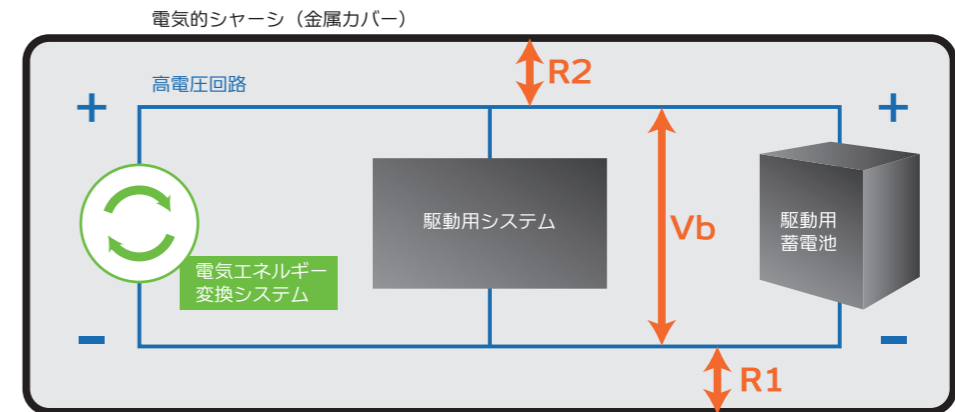 電気的シャーシ（金属カバー）
R2
高電圧回路
+
+
駆動用システム
Vb
駆動用
蓄電池
電気エネルギー
変換システム
-
-
R1